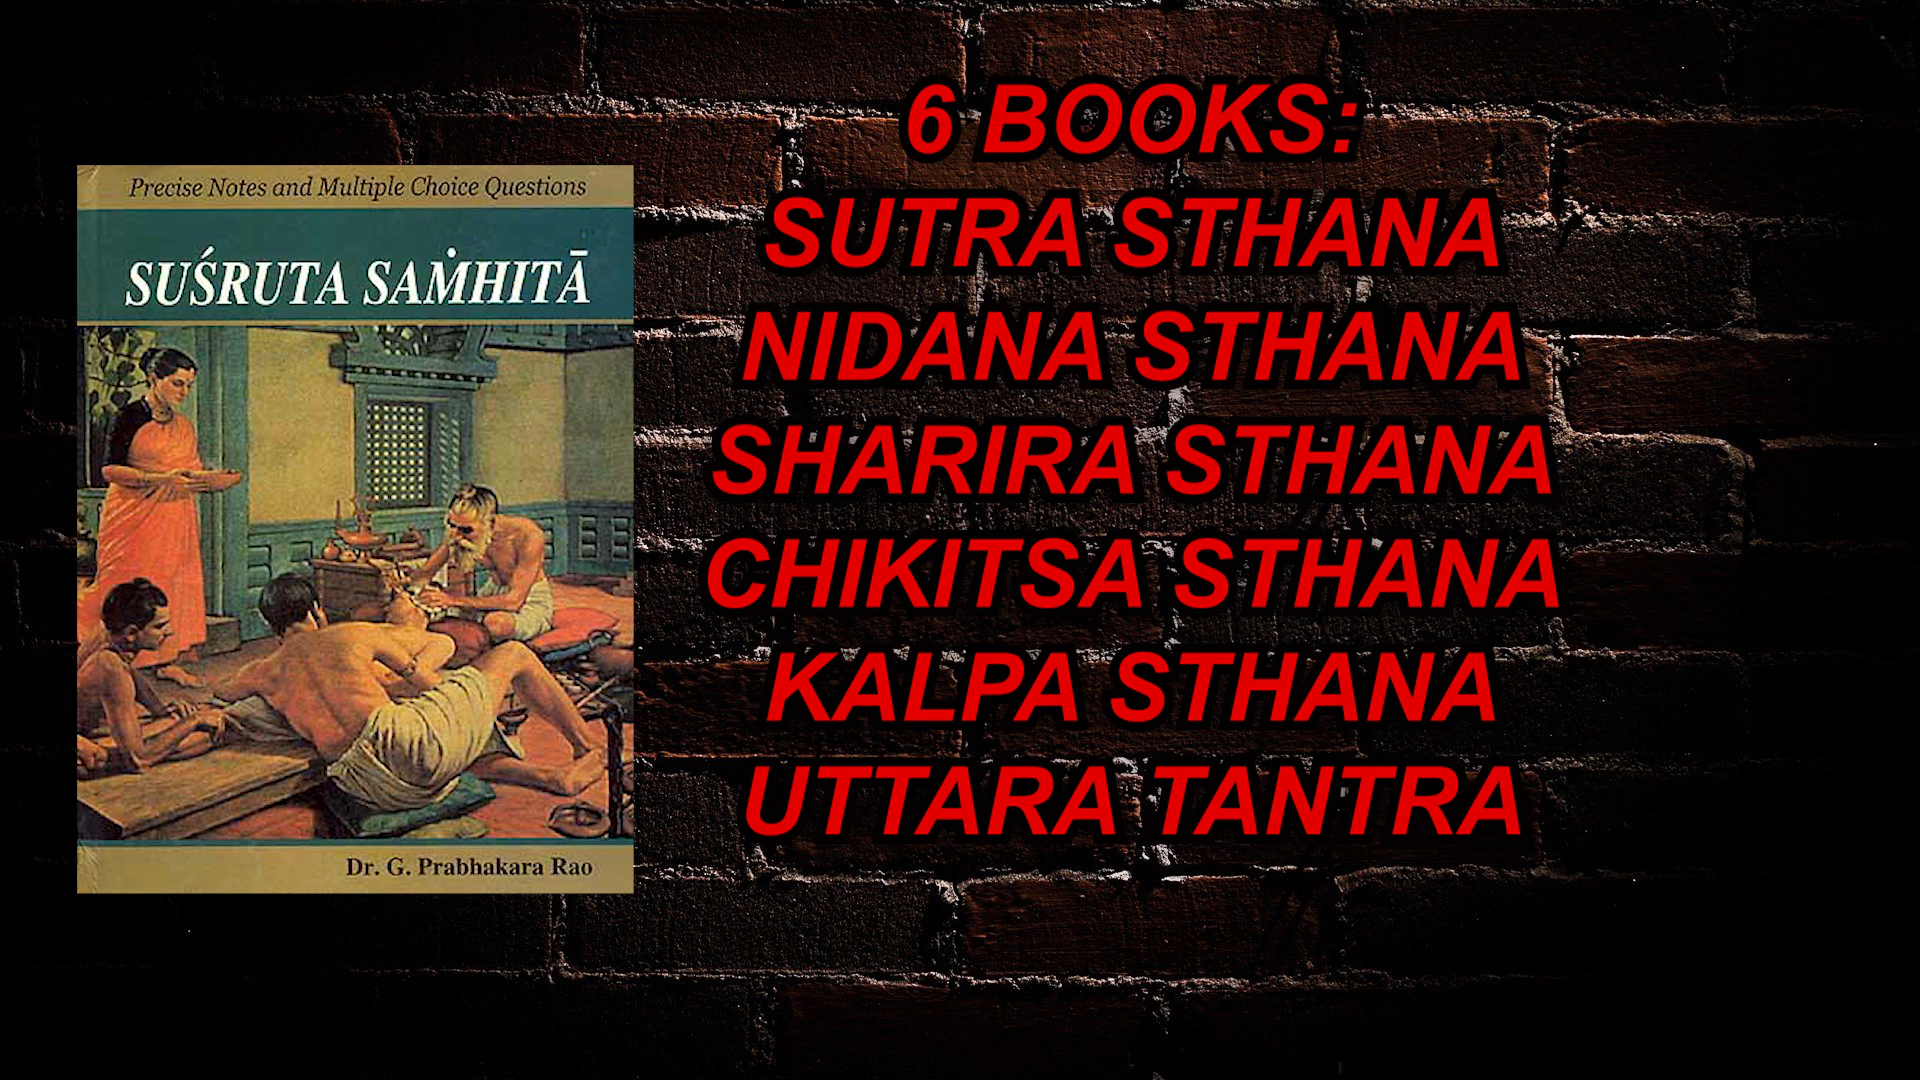 Precise Notes and Multiple Choice Questions
SUŚRUTA SAṀHITĀ
Dr. G. Prabhakara Rao
6 BOOKS:
SUTRA STHANA
NIDANA STHANA
SHARIRA STHANA
CHIKITSA STHANA
KALPA STHANA
UTTARA TANTRA